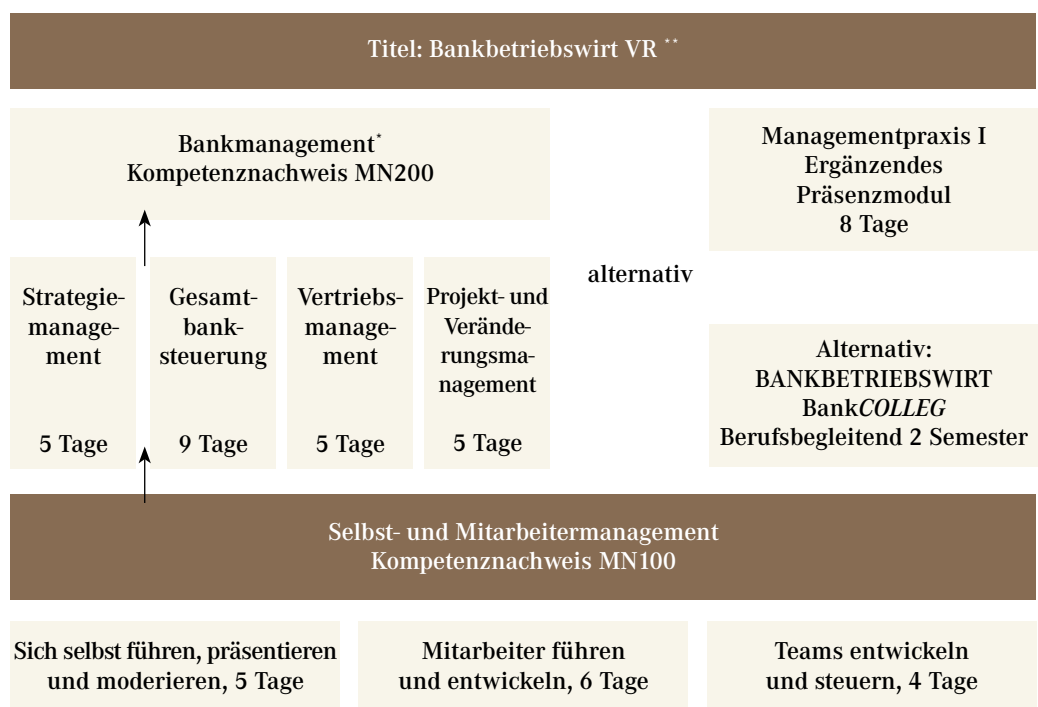 Titel: Bankbetriebswirt VR **
Bankmanagement*
Kompetenznachweis MN200
Managementpraxis I
Ergänzendes
Präsenzmodul
8 Tage
Strategie-
manage-
ment
5 Tage
Gesamt-
bank-
steuerung
9 Tage
Vertriebs-
manage-
ment
5 Tage
Projekt- und
Verände-
rungsma-
nagement
5 Tage
alternativ
Alternativ:
BANKBETRIEBSWIRT
BankCOLLEG
Berufsbegleitend 2 Semester
Selbst- und Mitarbeitermanagement
Kompetenznachweis MN100
Sich selbst führen, präsentieren
und moderieren, 5 Tage
Mitarbeiter führen
und entwickeln, 6 Tage
Teams entwickeln
und steuern, 4 Tage